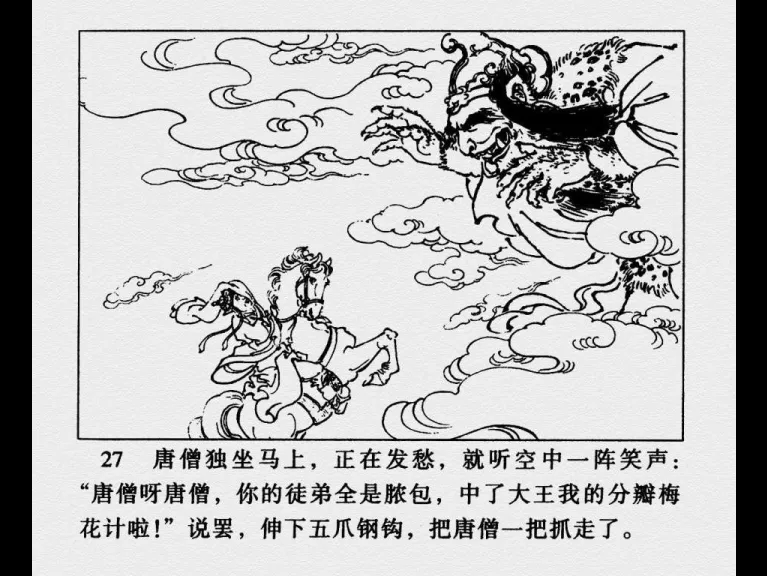 27 唐僧独坐马上，正在发愁，就听空中一阵笑声：
“唐僧呀唐僧，你的徒弟全是脓包，中了大王我的分瓣梅
花计啦！”说罢，伸下五爪钢钩，把唐僧一把抓走了。